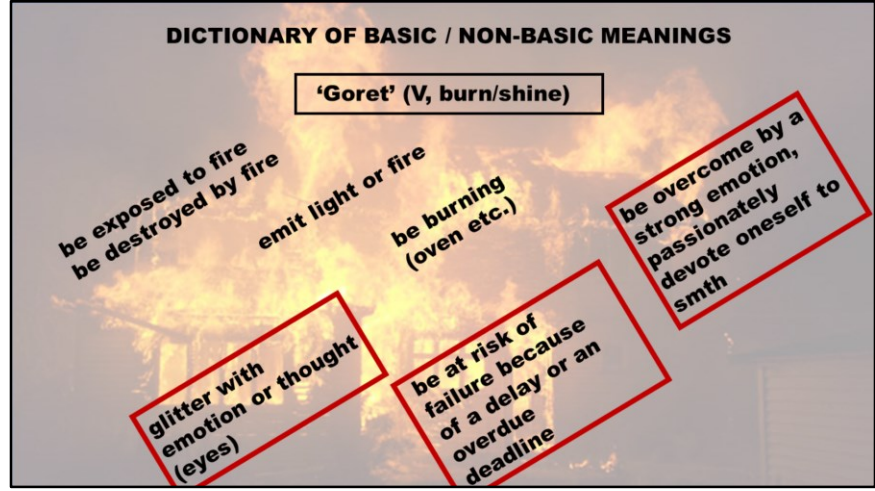 DICTIONARY OF BASIC / NON-BASIC MEANINGS
‘Goret’ (V, burn/shine)
be exposed to fire
be destroyed by fire
emit light or fire
be burning
(oven etc.)
be overcome by a
strong emotion,
passionately
devote oneself to
smth
glitter with
emotion or thought
(eyes)
be at risk of
failure because
of a delay or an
overdue
deadline